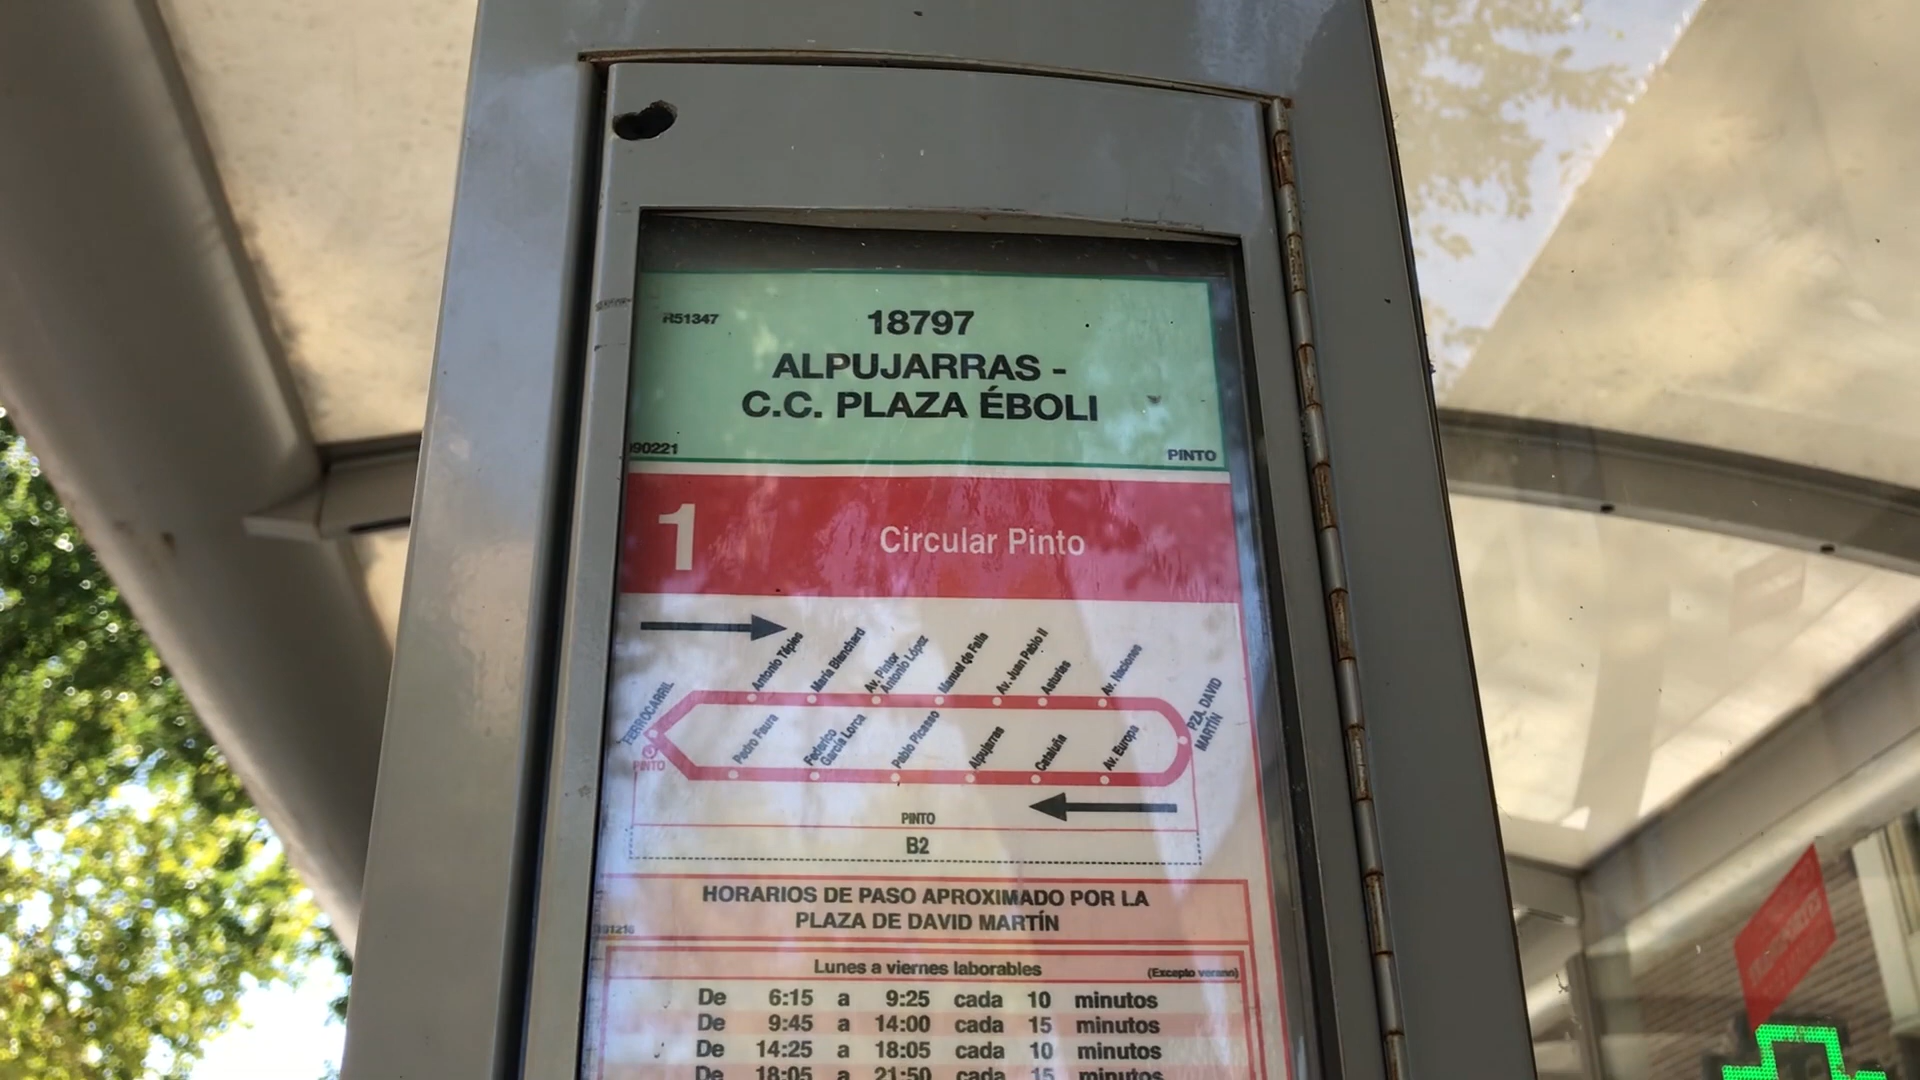 R51347
18797
ALPUJARRAS -
C.C. PLAZA ÉBOLI
090221
PINTO
1
Circular Pinto
FERROCARRIL
PINTO
Antonio Tápies
María Blanchard
Av. Pintor
Antonio López
Manuel de Falla
Av. Juan Pablo II
Asturias
Av. Naciones
PZA. DAVID
MARTÍN
Pedro Faura
Federico
García Lorca
Pablo Picasso
Alpujarras
Cataluña
Av. Europa
PINTO
B2
HORARIOS DE PASO APROXIMADO POR LA
PLAZA DE DAVID MARTÍN
Lunes a viernes laborables
(Excepto verano)
De 6:15 a 9:25 cada 10 minutos
De 9:45 a 14:00 cada 15 minutos
De 14:25 a 18:05 cada 10 minutos
De 18:05 a 21:50 cada 15 minutos